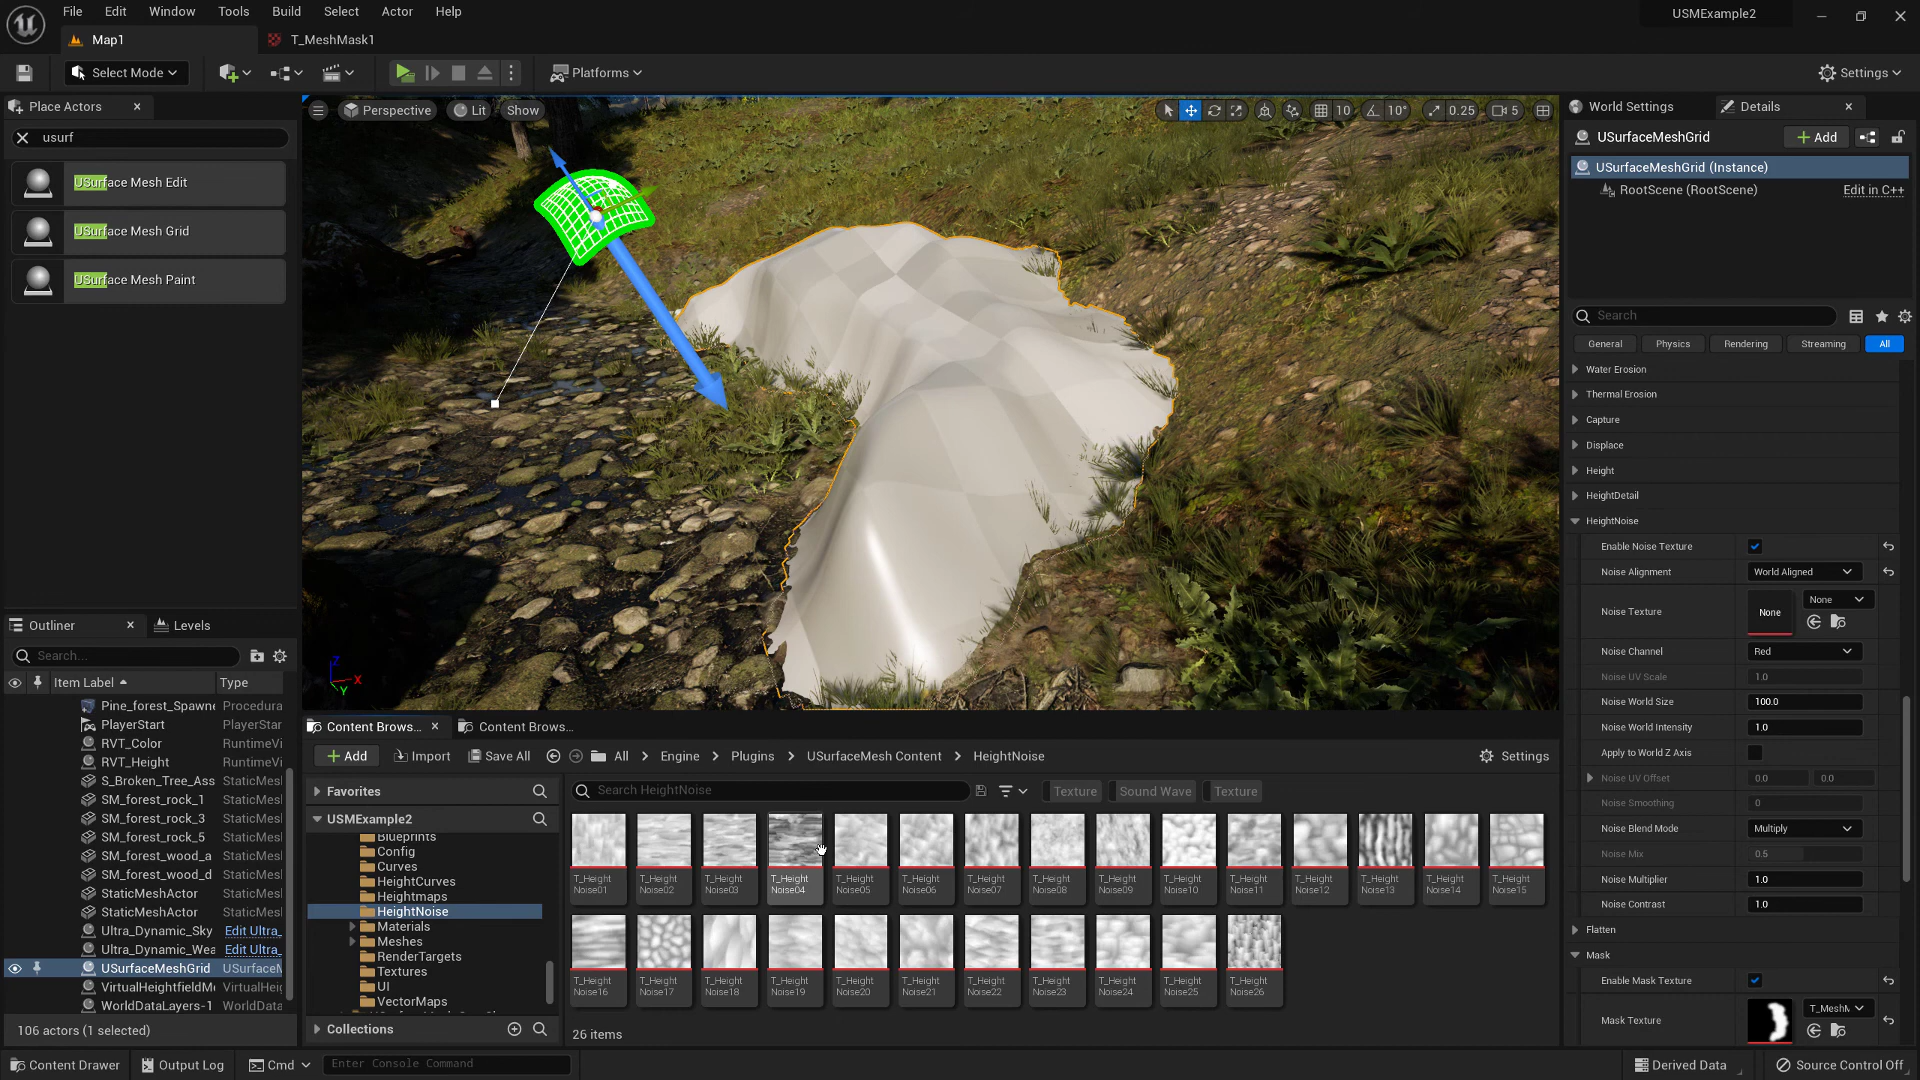 File Edit Window Tools Build Select Actor Help
USMExample2
Map1
T_MeshMask1
Select Mode
Platforms
Settings
Place Actors
usurf
USurface Mesh Edit
USurface Mesh Grid
USurface Mesh Paint
Perspective
Lit
Show
10
10°
0.25
5
World Settings
Details
USurfaceMeshGrid
Add
USurfaceMeshGrid (Instance)
RootScene (RootScene)
Edit in C++
Search
General
Physics
Rendering
Streaming
All
Water Erosion
Thermal Erosion
Capture
Displace
Height
HeightDetail
HeightNoise
Enable Noise Texture
Noise Alignment
World Aligned
Noise Texture
None
None
Noise Channel
Red
Noise UV Scale
1.0
Noise World Size
100.0
Noise World Intensity
1.0
Apply to World Z Axis
Noise UV Offset
0.0
0.0
Noise Smoothing
0
Noise Blend Mode
Multiply
Noise Mix
0.5
Noise Multiplier
1.0
Noise Contrast
1.0
Flatten
Mask
Enable Mask Texture
Mask Texture
T_MeshM
Outliner
Levels
Search...
Item Label
Type
Pine_forest_Spawne Procedura
PlayerStart PlayerStar
RVT_Color RuntimeVi
RVT_Height RuntimeVi
S_Broken_Tree_Ass StaticMesl
SM_forest_rock_1 StaticMesl
SM_forest_rock_3 StaticMesl
SM_forest_rock_5 StaticMesl
SM_forest_wood_a StaticMesl
SM_forest_wood_d StaticMesl
StaticMeshActor StaticMesl
StaticMeshActor StaticMesl
Ultra_Dynamic_Sky Edit Ultra_
Ultra_Dynamic_Wea Edit Ultra_
USurfaceMeshGrid USurfaceM
VirtualHeightfieldMe VirtualHei
WorldDataLayers-1 WorldData
106 actors (1 selected)
Z
X
Y
Content Brows...
Content Brows...
Add
Import
Save All
All
Engine
Plugins
USurfaceMesh Content
HeightNoise
Settings
Favorites
USMExample2
Blueprints
Config
Curves
HeightCurves
Heightmaps
HeightNoise
Materials
Meshes
RenderTargets
Textures
UI
VectorMaps
Collections
Search HeightNoise
Texture
Sound Wave
Texture
T_Height
Noise01
T_Height
Noise02
T_Height
Noise03
T_Height
Noise04
T_Height
Noise05
T_Height
Noise06
T_Height
Noise07
T_Height
Noise08
T_Height
Noise09
T_Height
Noise10
T_Height
Noise11
T_Height
Noise12
T_Height
Noise13
T_Height
Noise14
T_Height
Noise15
T_Height
Noise16
T_Height
Noise17
T_Height
Noise18
T_Height
Noise19
T_Height
Noise20
T_Height
Noise21
T_Height
Noise22
T_Height
Noise23
T_Height
Noise24
T_Height
Noise25
T_Height
Noise26
26 items
Content Drawer
Output Log
Cmd
Enter Console Command
Derived Data
Source Control Off